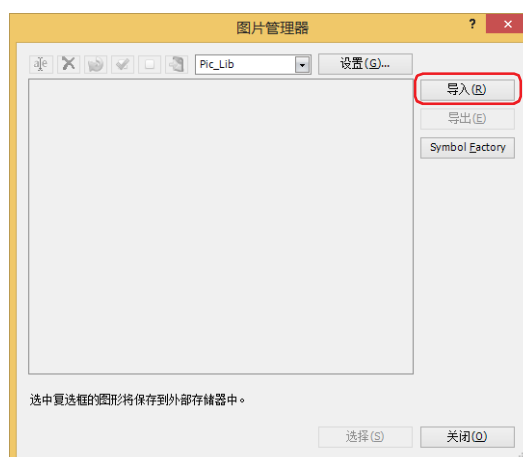 图片管理器
Pic_Lib
设置(G)...
导入(R)
导出(E)
Symbol Factory
选中复选框的图形将保存到外部存储器中。
选择(S)
关闭(O)